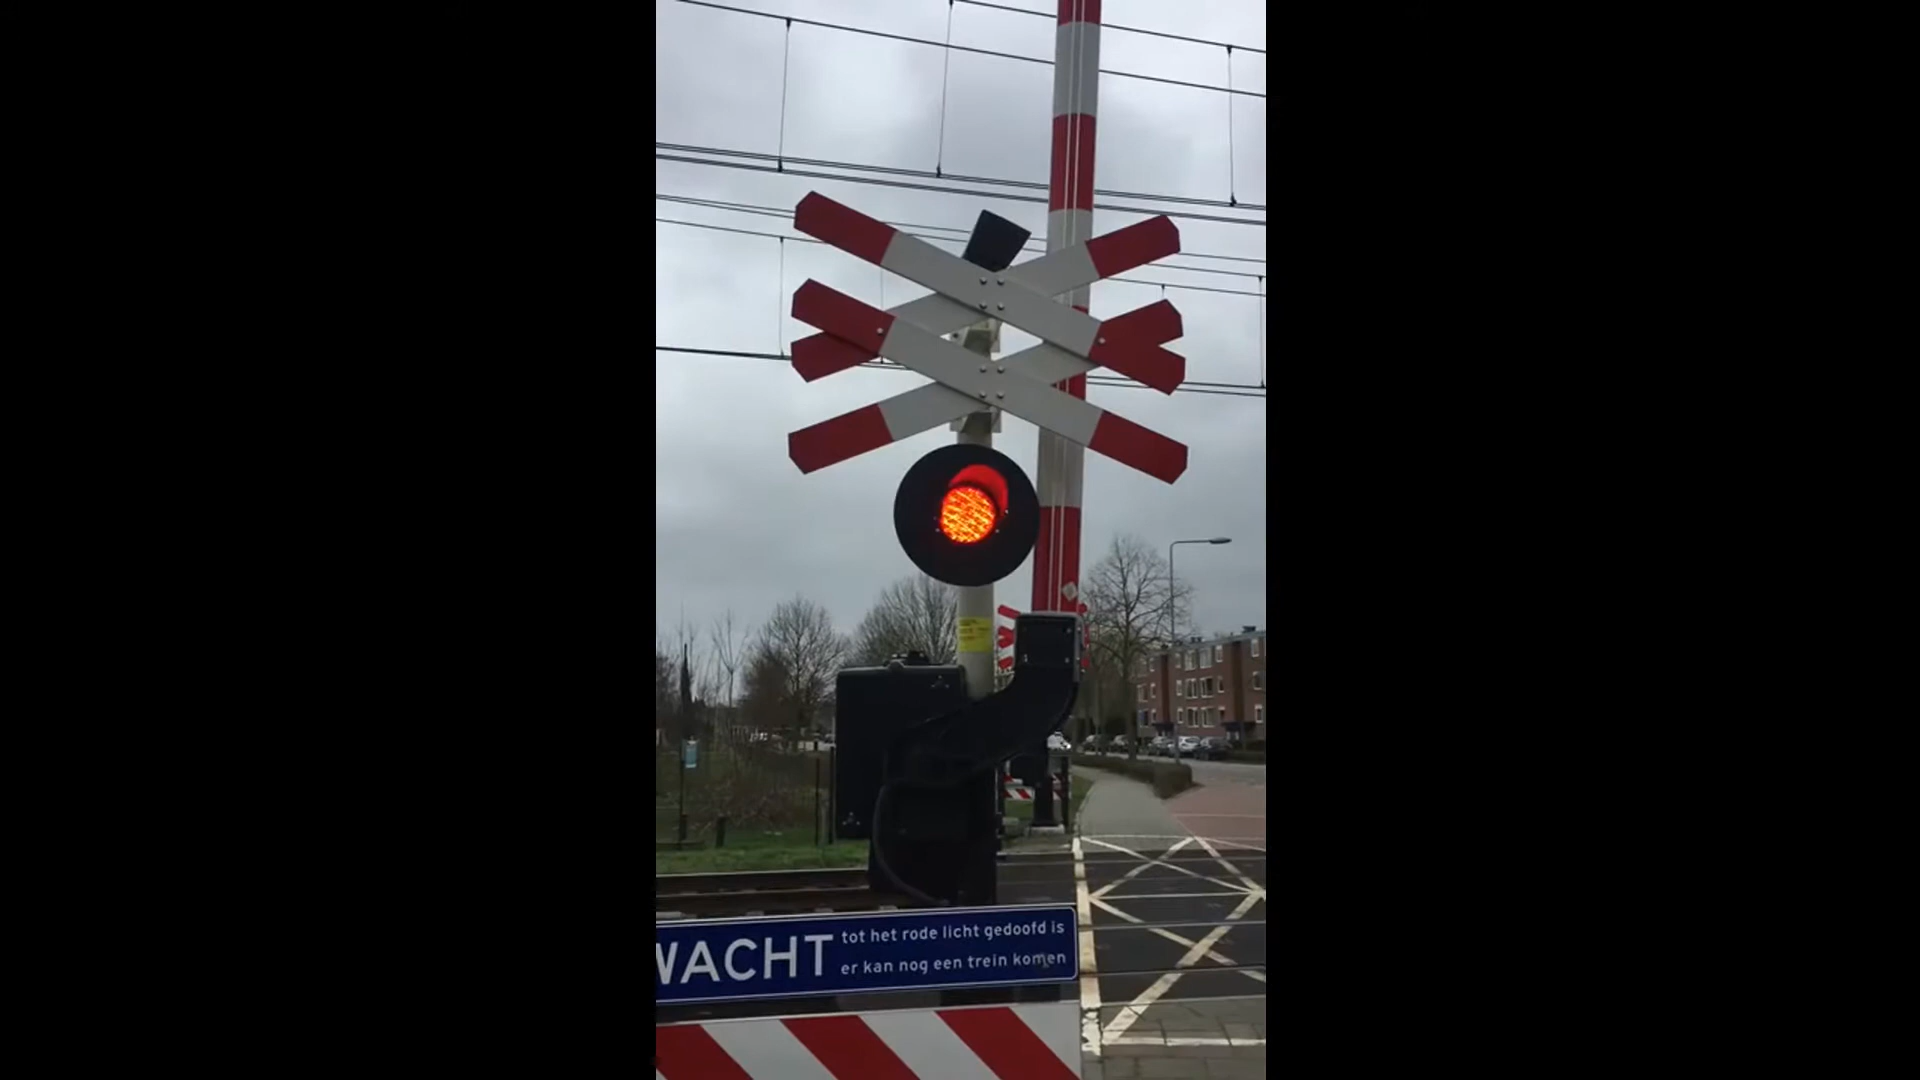 WACHT
tot het rode licht gedoofd is
er kan nog een trein komen